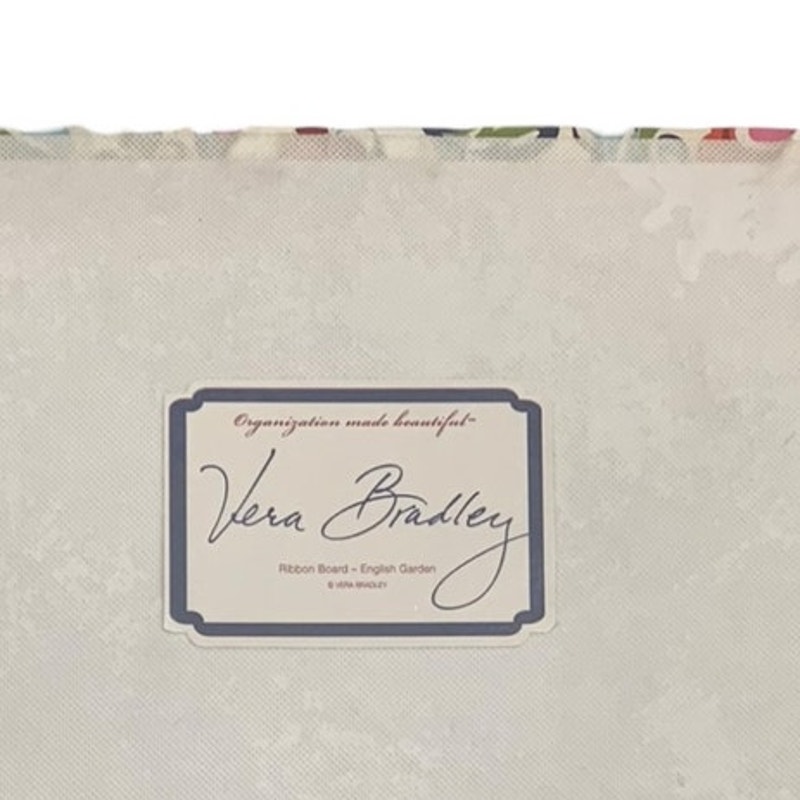 Organization made beautiful™
Vera Bradley
Ribbon Board – English Garden
© VERA BRADLEY